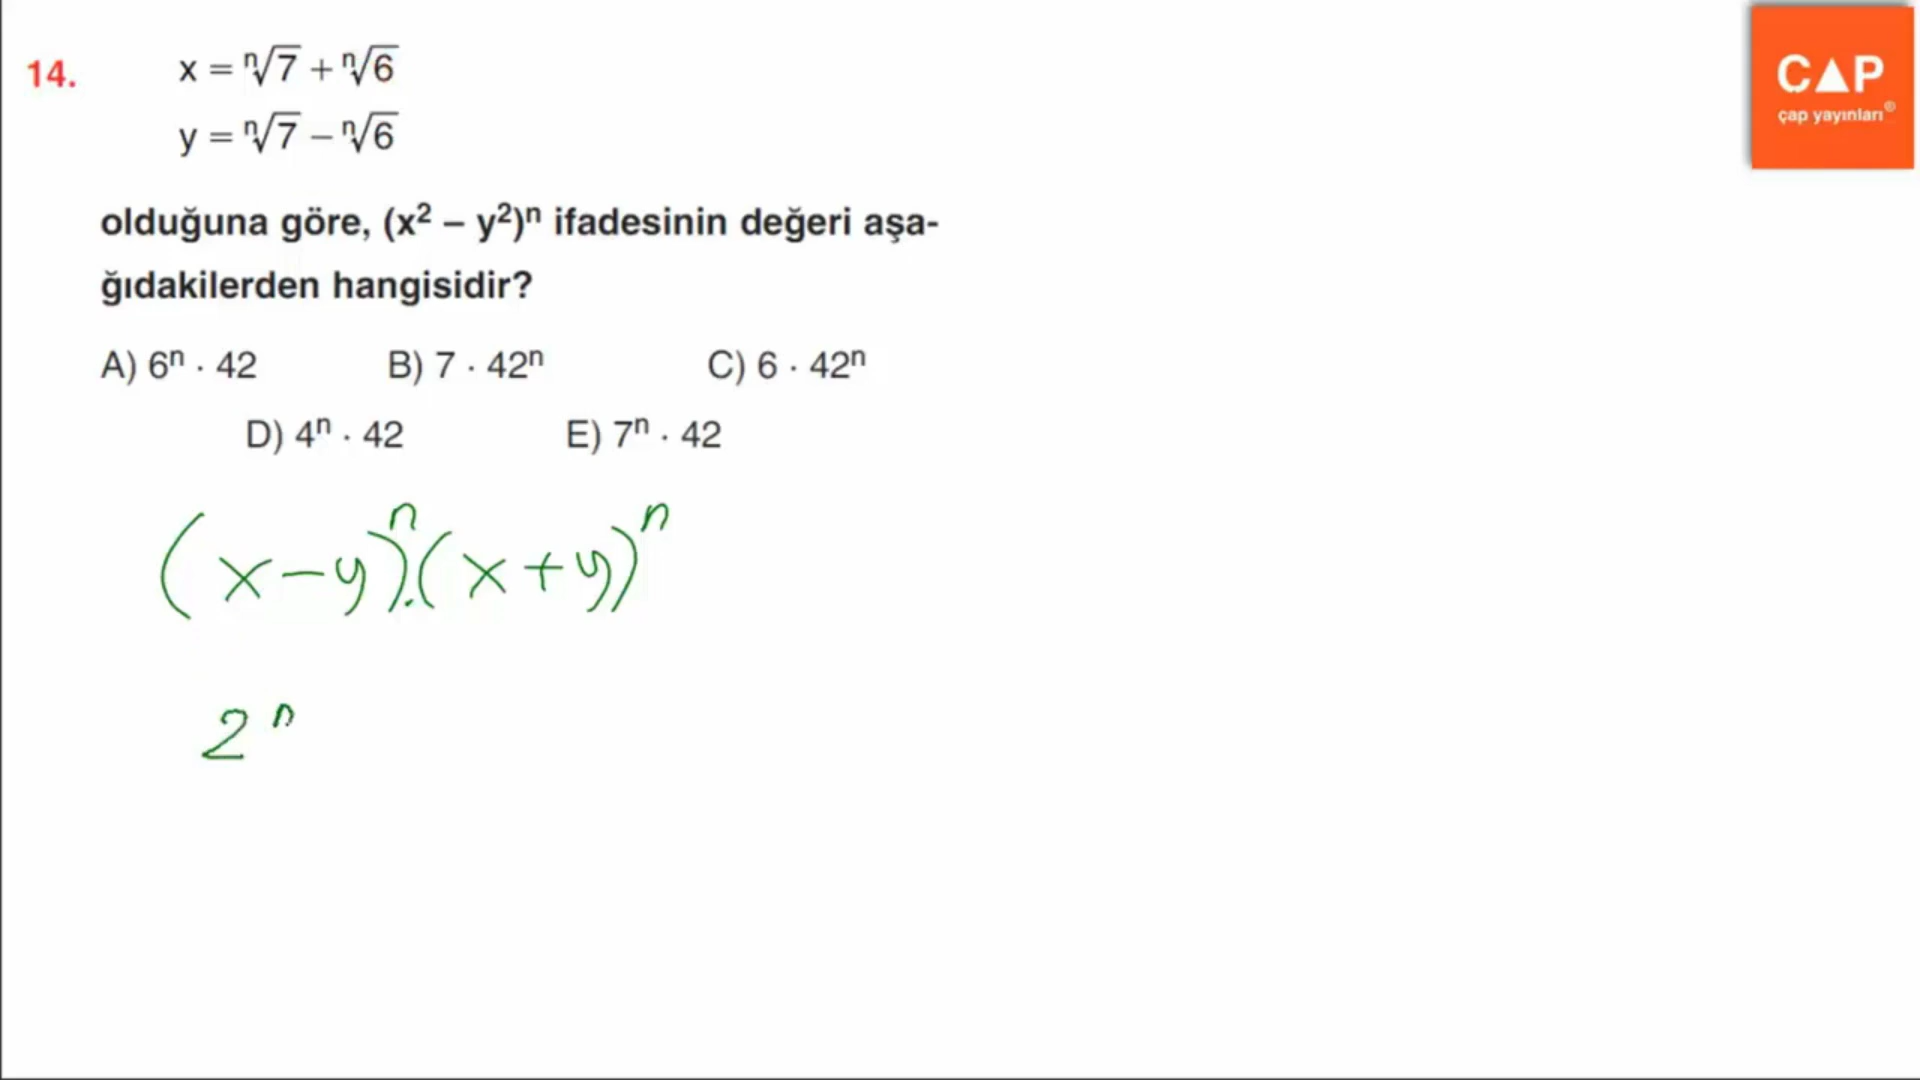 14. x = ⁿ√7 + ⁿ√6
y = ⁿ√7 – ⁿ√6
olduğuna göre, (x² – y²)ⁿ ifadesinin değeri aşa-
ğıdakilerden hangisidir?
A) 6ⁿ · 42 B) 7 · 42ⁿ C) 6 · 42ⁿ
D) 4ⁿ · 42 E) 7ⁿ · 42
(x–y)ⁿ.(x+y)ⁿ
2ⁿ
ÇAP
çap yayınları®